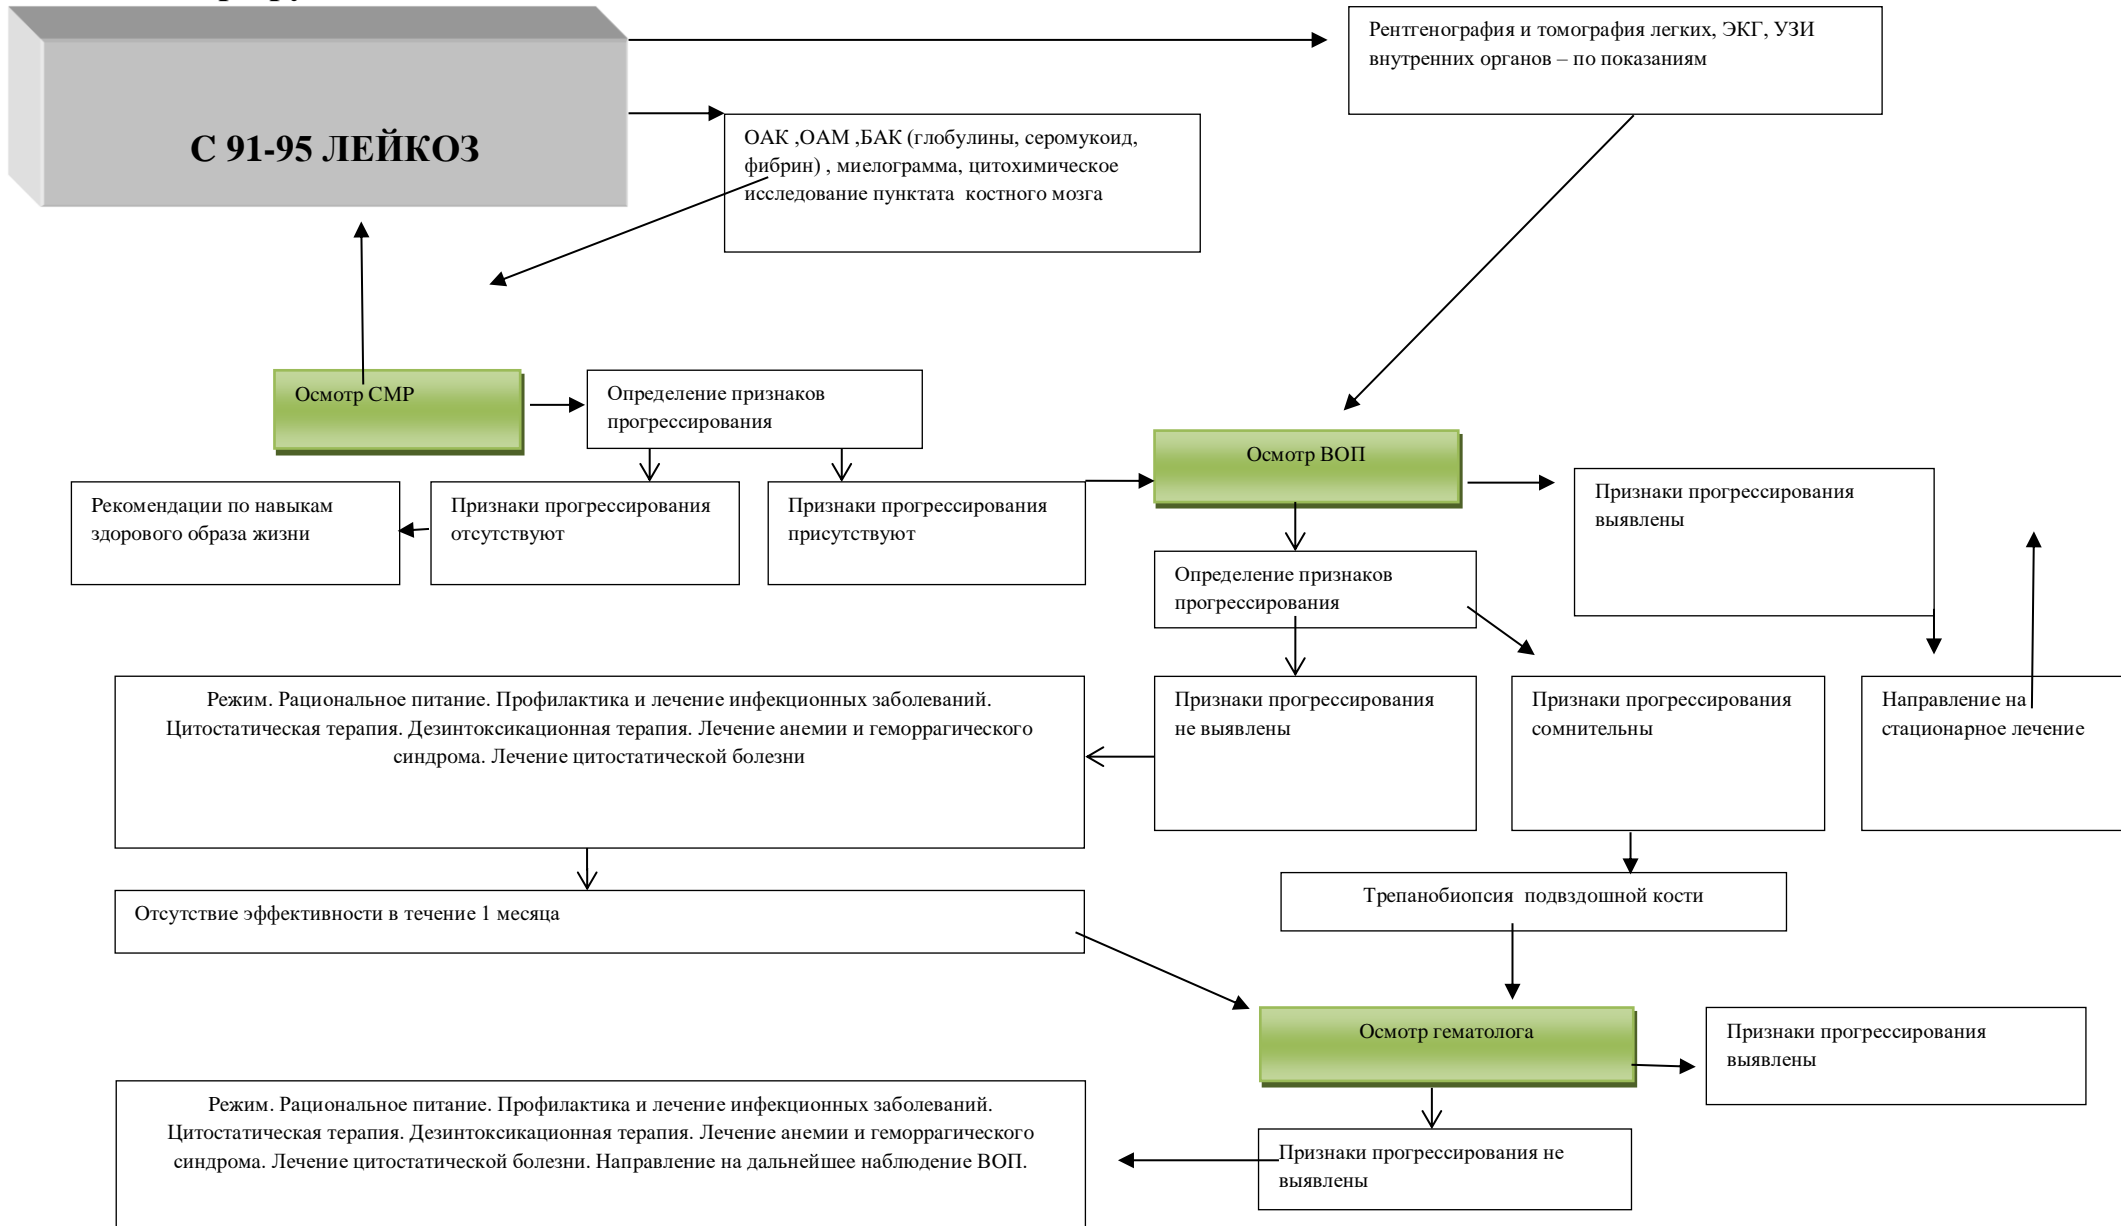 С 91-95 ЛЕЙКОЗ
Рентгенография и томография легких, ЭКГ, УЗИ
внутренних органов – по показаниям
ОАК ,ОАМ ,БАК (глобулины, серомукоид,
фибрин) , миелограмма, цитохимическое
исследование пунктата костного мозга
Осмотр СМР
Определение признаков
прогрессирования
Осмотр ВОП
Рекомендации по навыкам
здорового образа жизни
Признаки прогрессирования
отсутствуют
Признаки прогрессирования
присутствуют
Признаки прогрессирования
выявлены
Определение признаков
прогрессирования
Режим. Рациональное питание. Профилактика и лечение инфекционных заболеваний.
Цитостатическая терапия. Дезинтоксикационная терапия. Лечение анемии и геморрагического
синдрома. Лечение цитостатической болезни
Признаки прогрессирования
не выявлены
Признаки прогрессирования
сомнительны
Направление на
стационарное лечение
Отсутствие эффективности в течение 1 месяца
Трепанобиопсия подвздошной кости
Осмотр гематолога
Признаки прогрессирования
выявлены
Режим. Рациональное питание. Профилактика и лечение инфекционных заболеваний.
Цитостатическая терапия. Дезинтоксикационная терапия. Лечение анемии и геморрагического
синдрома. Лечение цитостатической болезни. Направление на дальнейшее наблюдение ВОП.
Признаки прогрессирования не
выявлены